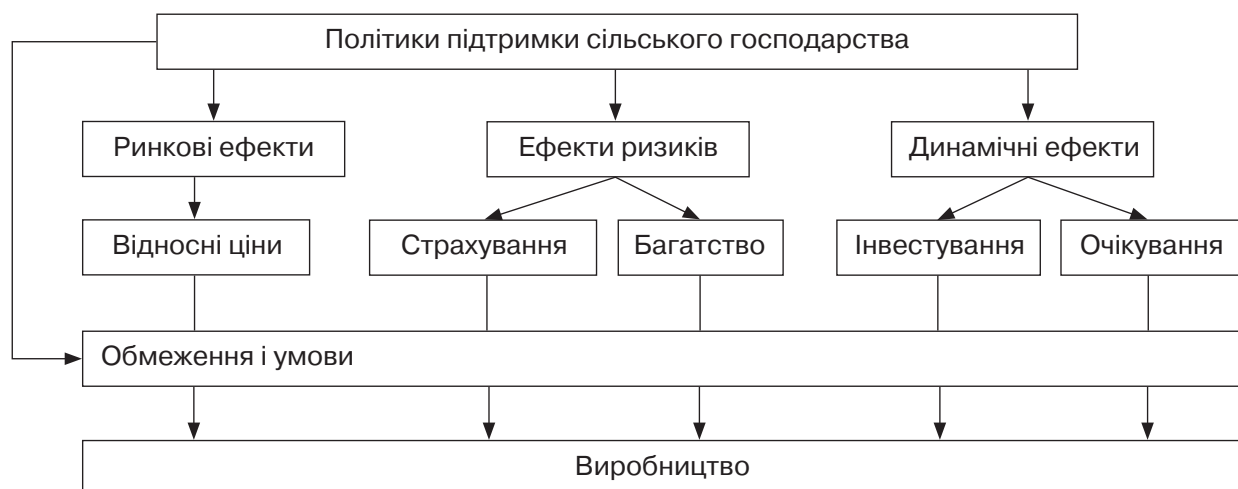 Політики підтримки сільського господарства
Ринкові ефекти
Ефекти ризиків
Динамічні ефекти
Відносні ціни
Страхування
Багатство
Інвестування
Очікування
Обмеження і умови
Виробництво